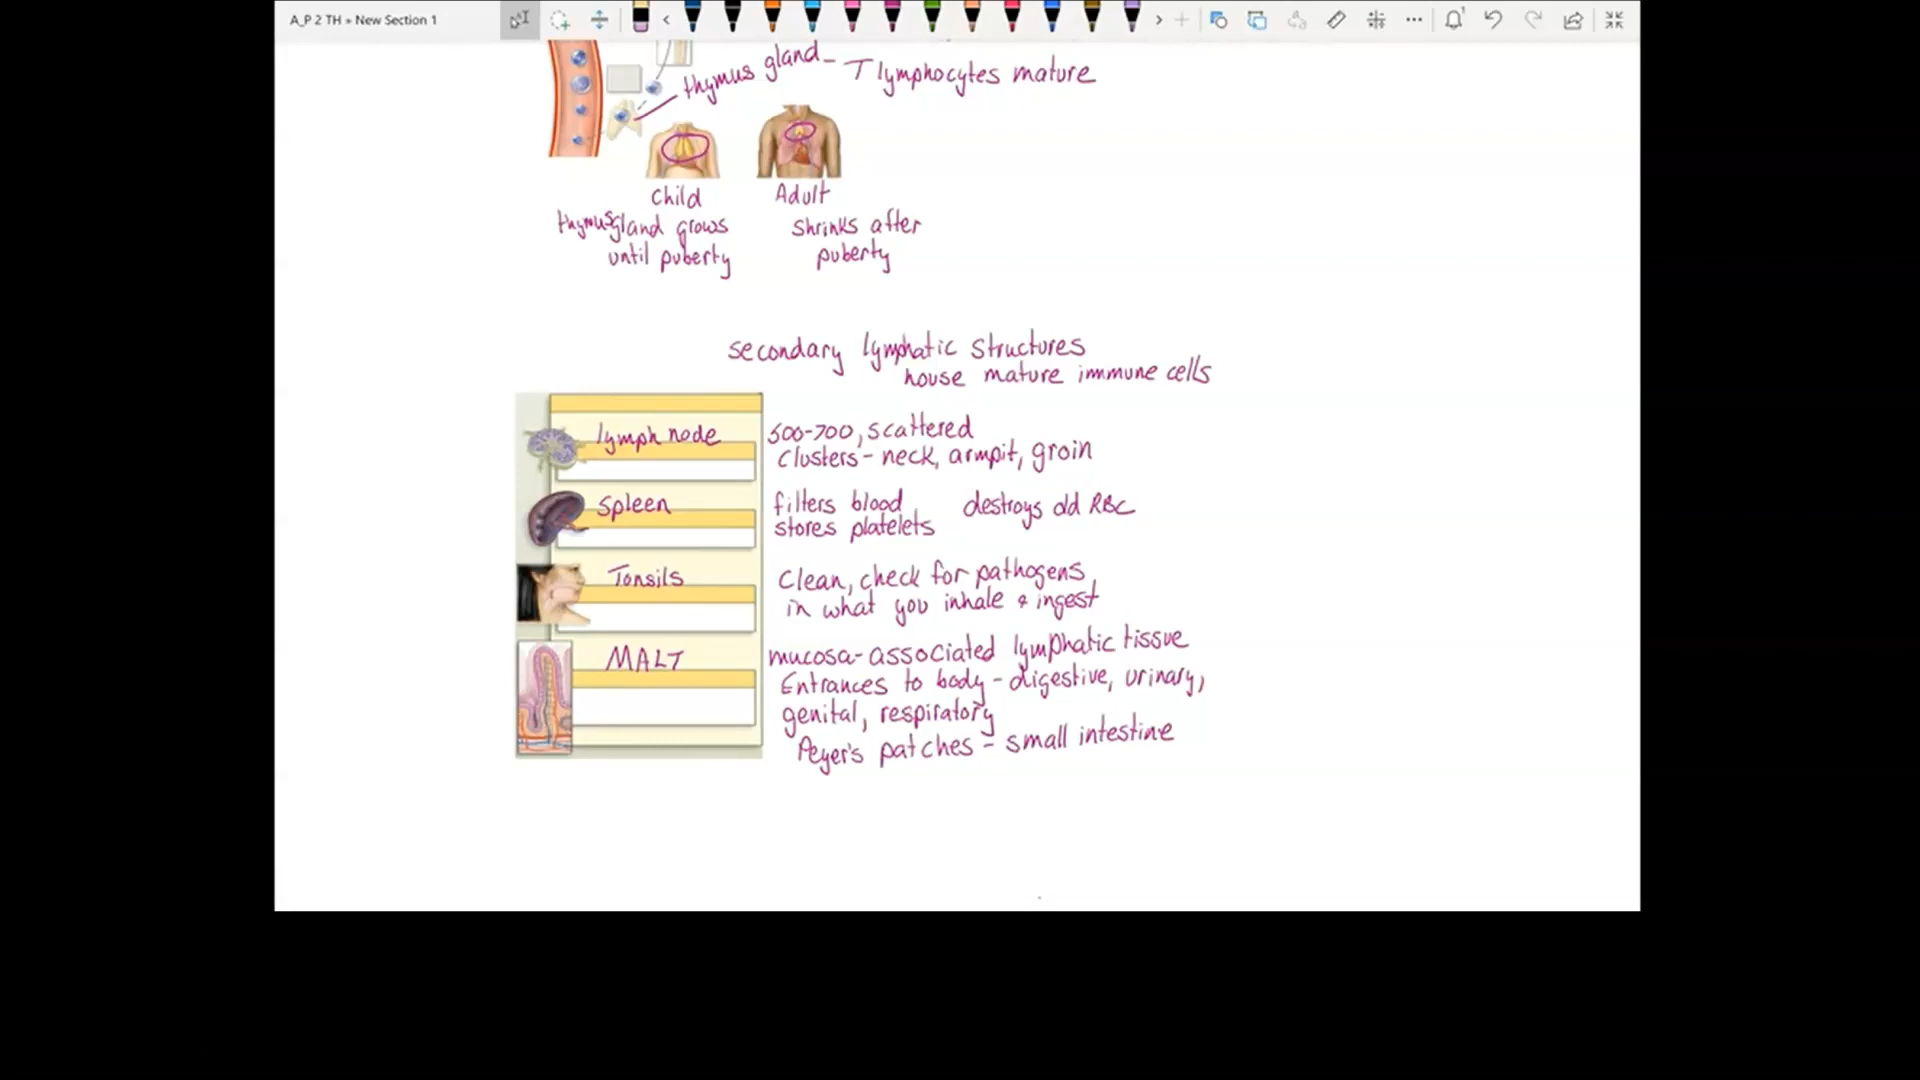 A_P 2 TH » New Section 1
thymus gland - T lymphocytes mature
Child
Adult
thymus gland grows
until puberty
shrinks after
puberty
secondary lymphatic structures
house mature immune cells
lymph node
500-700, scattered
Clusters - neck, armpit, groin
Spleen
filters blood
destroys old RBC
stores platelets
Tonsils
Clean, check for pathogens
in what you inhale & ingest
MALT
mucosa-associated lymphatic tissue
Entrances to body - digestive, urinary,
genital, respiratory
Peyer's patches - small intestine